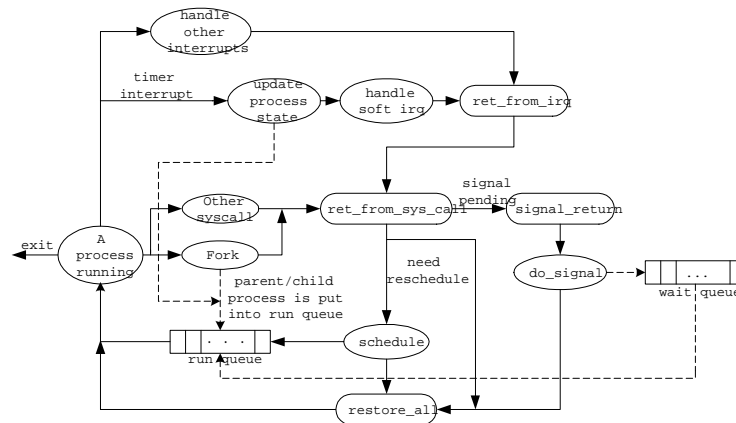 handle
other
interrupts
timer
interrupt
update
process
state
handle
soft irq
ret_from_irq
signal
pending
Other
syscall
ret_from_sys_call
signal_return
exit
A
process
running
Fork
need
reschedule
do_signal
...
wait queue
parent/child
process is put
into run queue
. . .
run queue
schedule
restore_all